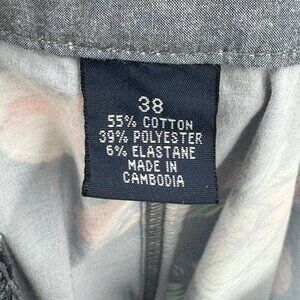 38
55% COTTON
39% POLYESTER
6% ELASTANE
MADE IN
CAMBODIA